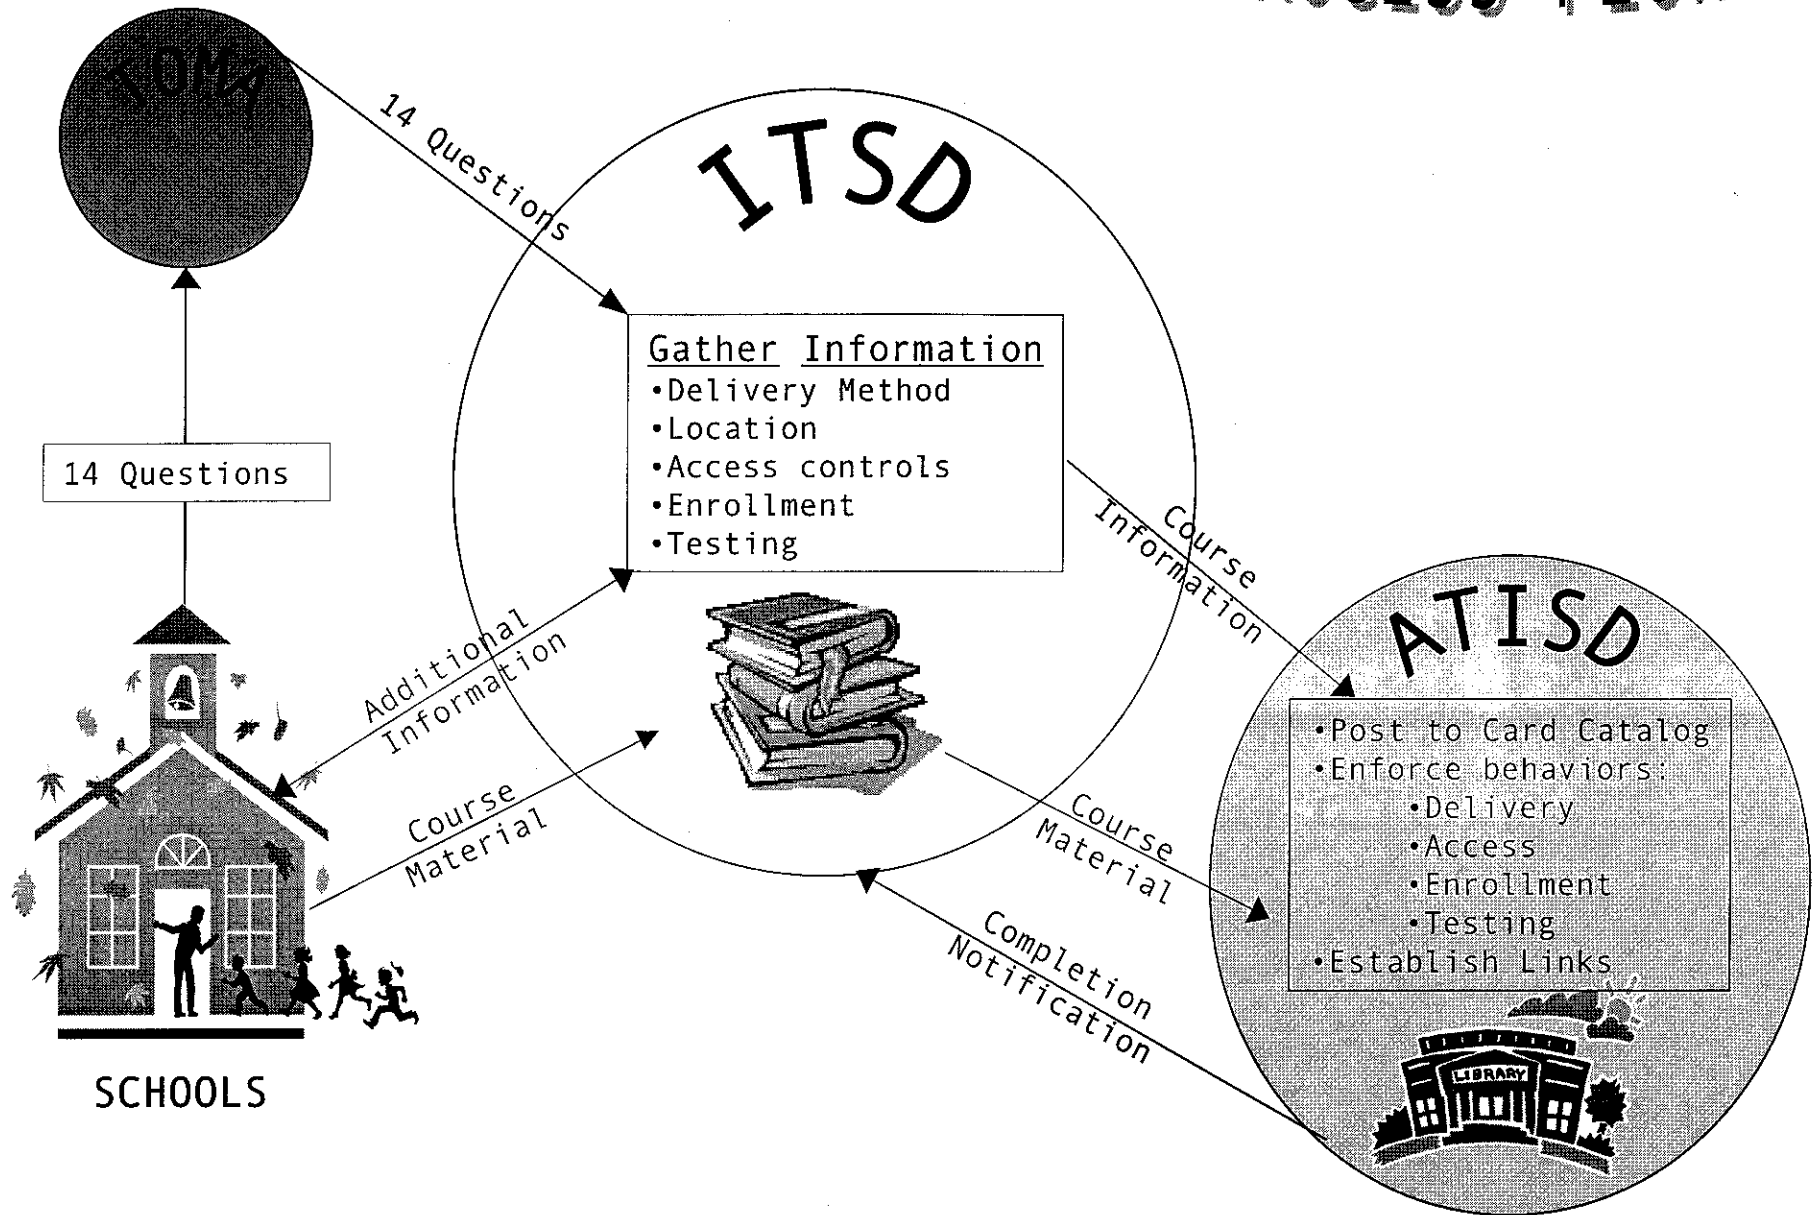 TOMA
14 Questions
ITSD
Gather Information
•Delivery Method
•Location
•Access controls
•Enrollment
•Testing
14 Questions
Course
Information
ATISD
•Post to Card Catalog
•Enforce behaviors:
•Delivery
•Access
•Enrollment
•Testing
•Establish Links
LIBRARY
Additional
Information
Course
Material
Course
Material
Completion
Notification
SCHOOLS